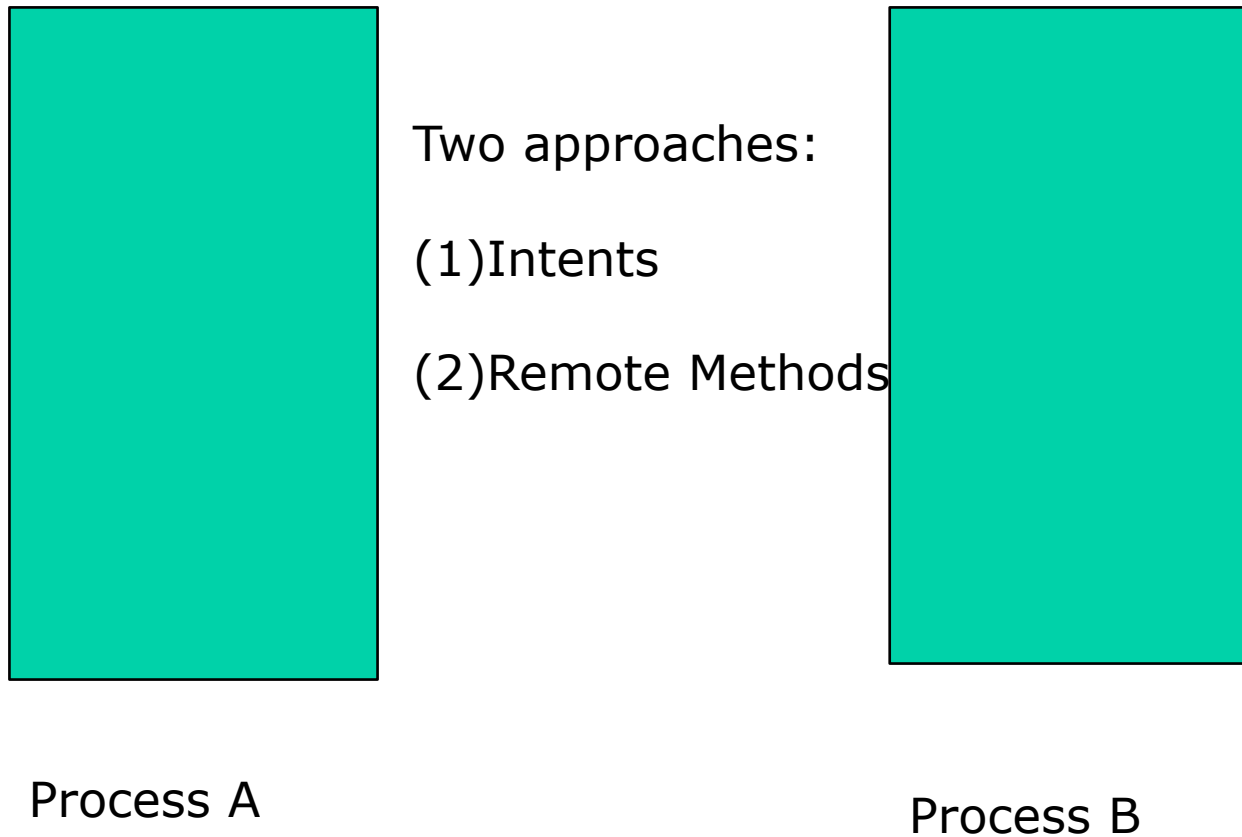 Two approaches:
(1)Intents
(2)Remote Methods
Process A
Process B